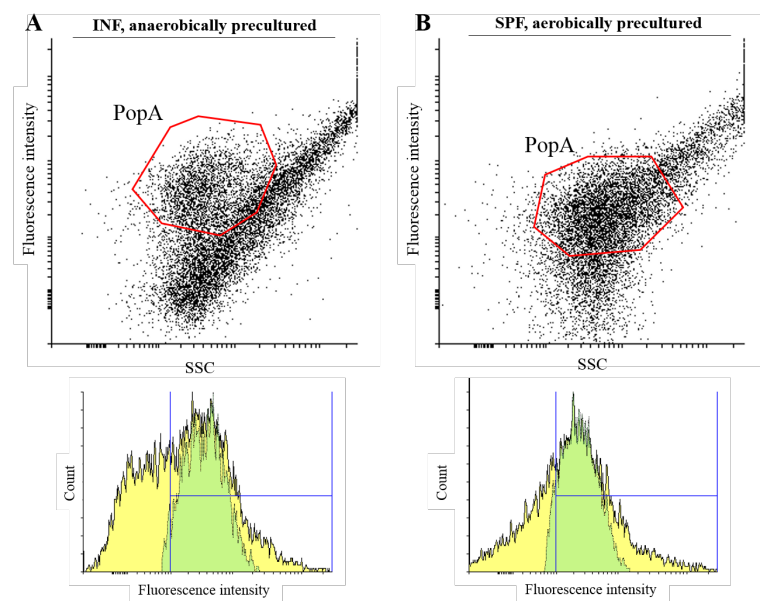 A
INF, anaerobically precultured
PopA
Fluorescence intensity
SSC
B
SPF, aerobically precultured
PopA
Fluorescence intensity
SSC
Count
Fluorescence intensity
Count
Fluorescence intensity